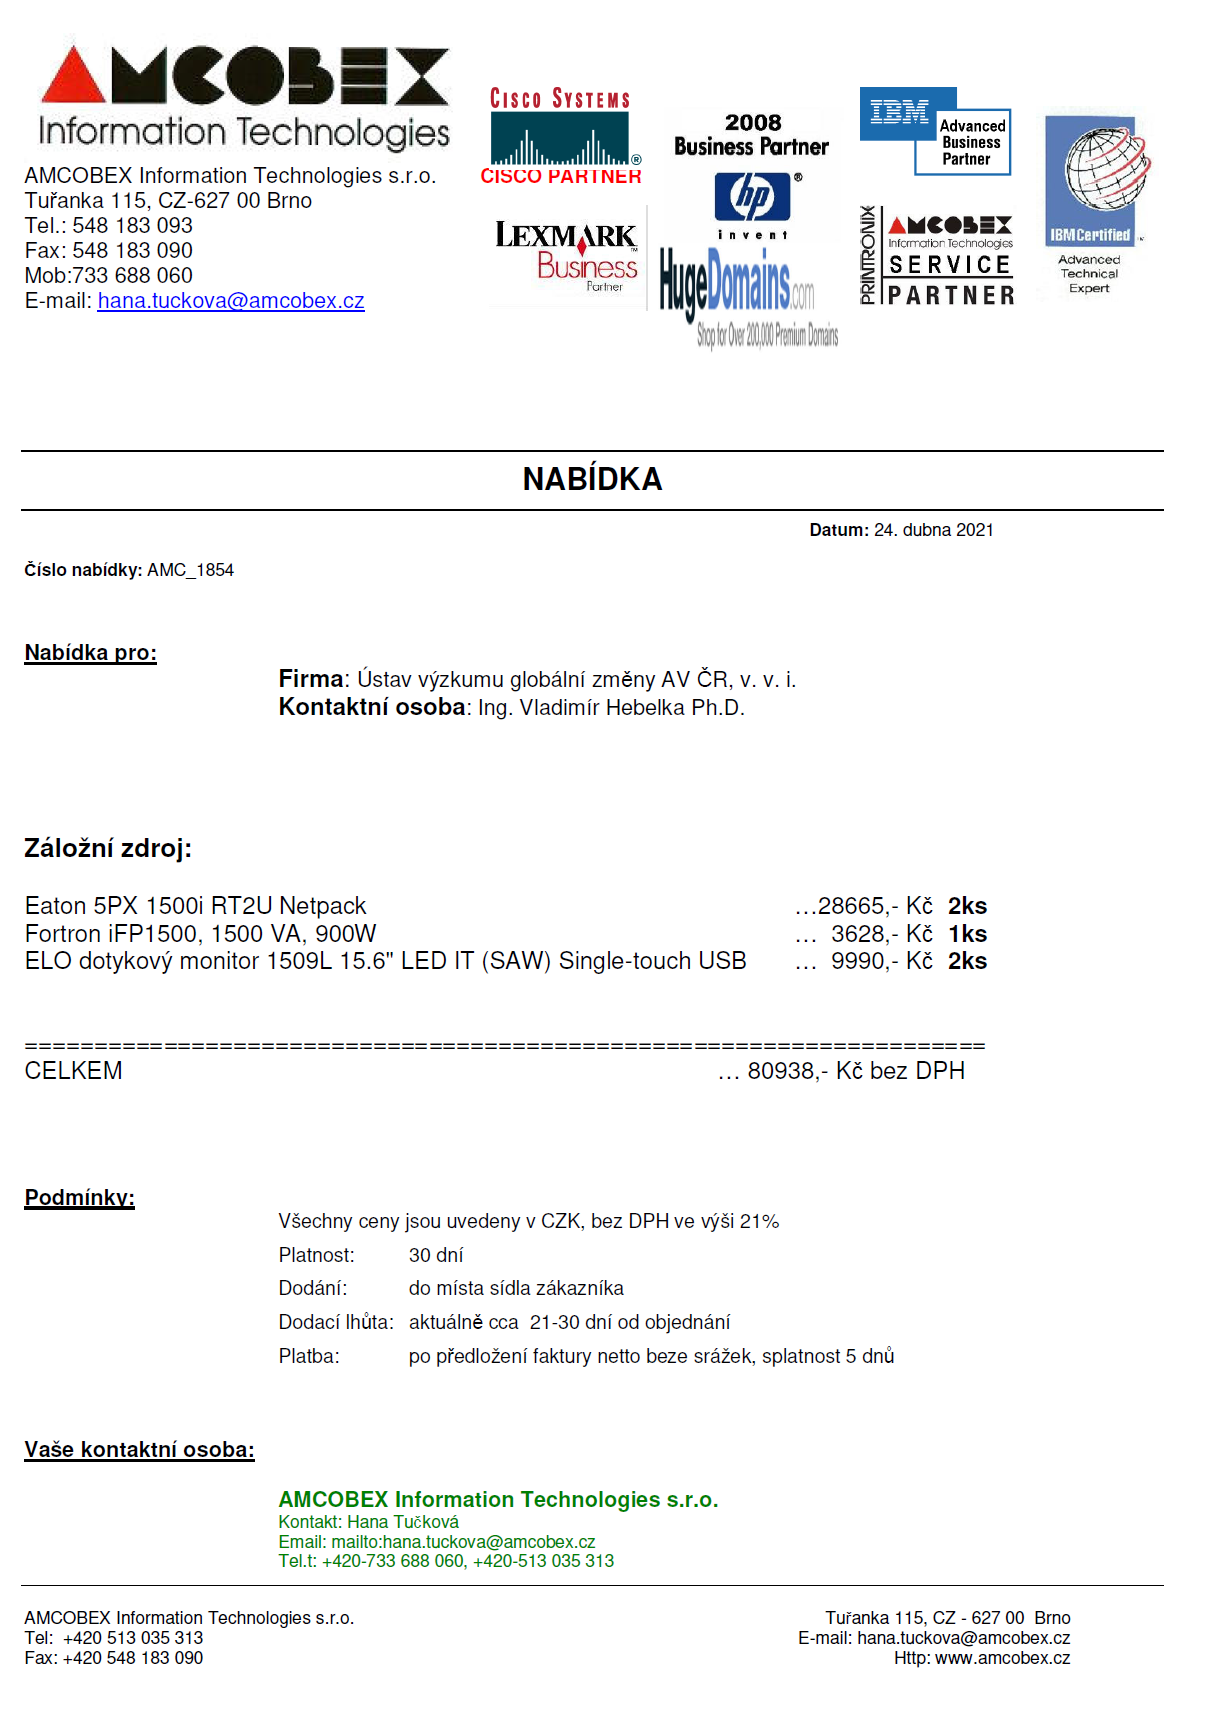 AMCOBEX
Information Technologies
AMCOBEX Information Technologies s.r.o.
Tuřanka 115, CZ-627 00 Brno
Tel.: 548 183 093
Fax: 548 183 090
Mob:733 688 060
E-mail: hana.tuckova@amcobex.cz
CISCO SYSTEMS
®
CISCO PARTNER
LEXMARK™
Business
Partner
2008
Business Partner
hp ®
invent
HugeDomains.com
Shop for Over 200,000 Premium Domains
IBM
Advanced
Business
Partner
PRINTRONIX
AMCOBEX
Information Technologies
SERVICE
PARTNER
IBM Certified ™
Advanced
Technical
Expert
NABÍDKA
Datum: 24. dubna 2021
Číslo nabídky: AMC_1854
Nabídka pro:
Firma: Ústav výzkumu globální změny AV ČR, v. v. i.
Kontaktní osoba: Ing. Vladimír Hebelka Ph.D.
Záložní zdroj:
Eaton 5PX 1500i RT2U Netpack …28665,- Kč 2ks
Fortron iFP1500, 1500 VA, 900W … 3628,- Kč 1ks
ELO dotykový monitor 1509L 15.6" LED IT (SAW) Single-touch USB … 9990,- Kč 2ks
=====================================================================
CELKEM … 80938,- Kč bez DPH
Podmínky:
Všechny ceny jsou uvedeny v CZK, bez DPH ve výši 21%
Platnost: 30 dní
Dodání: do místa sídla zákazníka
Dodací lhůta: aktuálně cca 21-30 dní od objednání
Platba: po předložení faktury netto beze srážek, splatnost 5 dnů
Vaše kontaktní osoba:
AMCOBEX Information Technologies s.r.o.
Kontakt: Hana Tučková
Email: mailto:hana.tuckova@amcobex.cz
Tel.t: +420-733 688 060, +420-513 035 313
AMCOBEX Information Technologies s.r.o. Tuřanka 115, CZ - 627 00 Brno
Tel: +420 513 035 313 E-mail: hana.tuckova@amcobex.cz
Fax: +420 548 183 090 Http: www.amcobex.cz